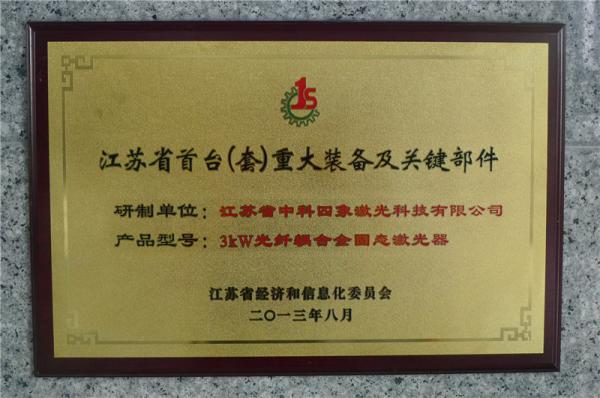 1S
江苏省首台(套)重大装备及关键部件
研制单位：江苏省中科四象激光科技有限公司
产品型号：3kW光纤耦合全固态激光器
江苏省经济和信息化委员会
二〇一三年八月